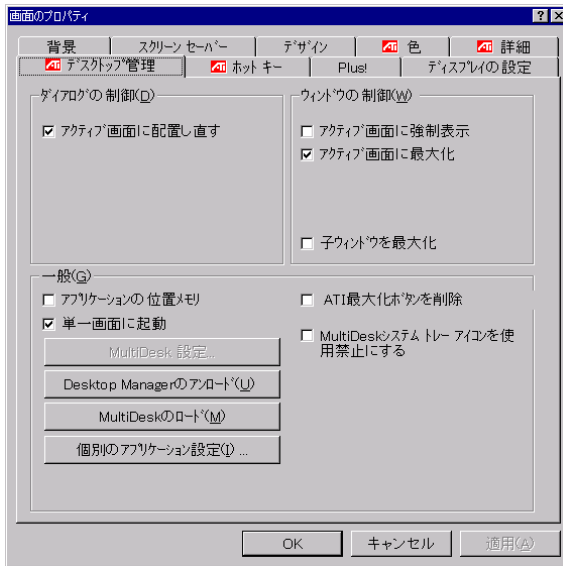 画面のプロパティ
背景 スクリーン セーバー デザイン ATI 色 ATI 詳細
ATI デスクトップ管理 ATI ホット キー Plus! ディスプレイの設定
ダイアログの制御(D)
アクティブ画面に配置し直す
ウィンドウの制御(W)
アクティブ画面に強制表示
アクティブ画面に最大化
子ウィンドウを最大化
一般(G)
アプリケーションの位置メモリ
単一画面に起動
MultiDesk 設定...
Desktop Managerのアンロード(U)
MultiDeskのロード(M)
個別のアプリケーション設定(I) ...
ATI最大化ボタンを削除
MultiDeskシステム トレー アイコンを使
用禁止にする
OK キャンセル 適用(A)